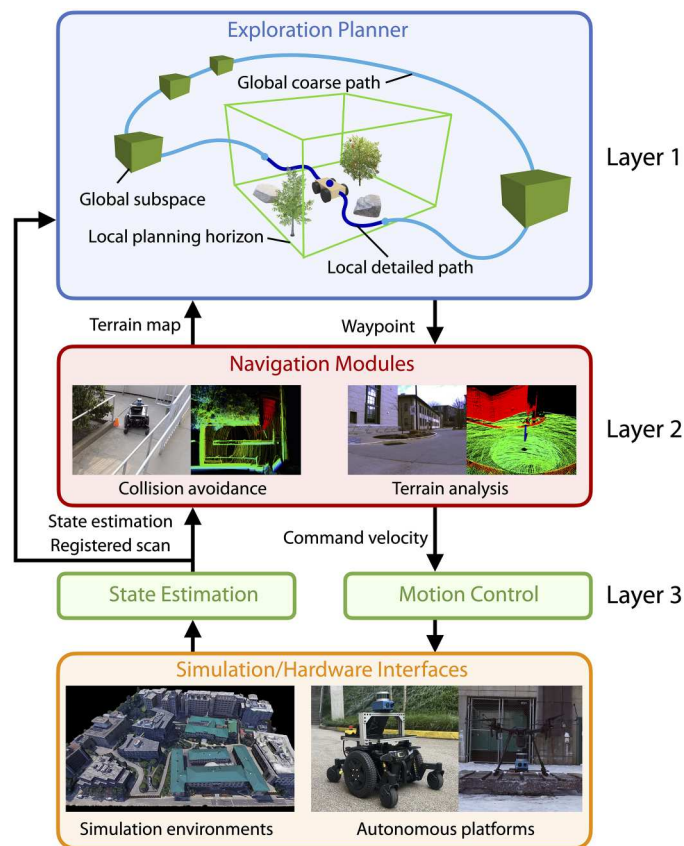 Exploration Planner
Global coarse path
Global subspace
Local planning horizon
Local detailed path
Layer 1
Terrain map
Waypoint
Navigation Modules
Collision avoidance
Terrain analysis
Layer 2
State estimation
Registered scan
Command velocity
State Estimation
Motion Control
Layer 3
Simulation/Hardware Interfaces
Simulation environments
Autonomous platforms